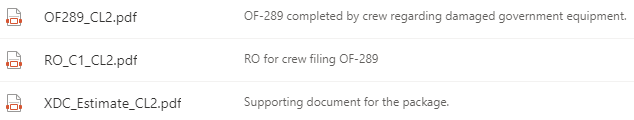 OF289_CL2.pdf OF-289 completed by crew regarding damaged government equipment.
RO_C1_CL2.pdf RO for crew filing OF-289
XDC_Estimate_CL2.pdf Supporting document for the package.